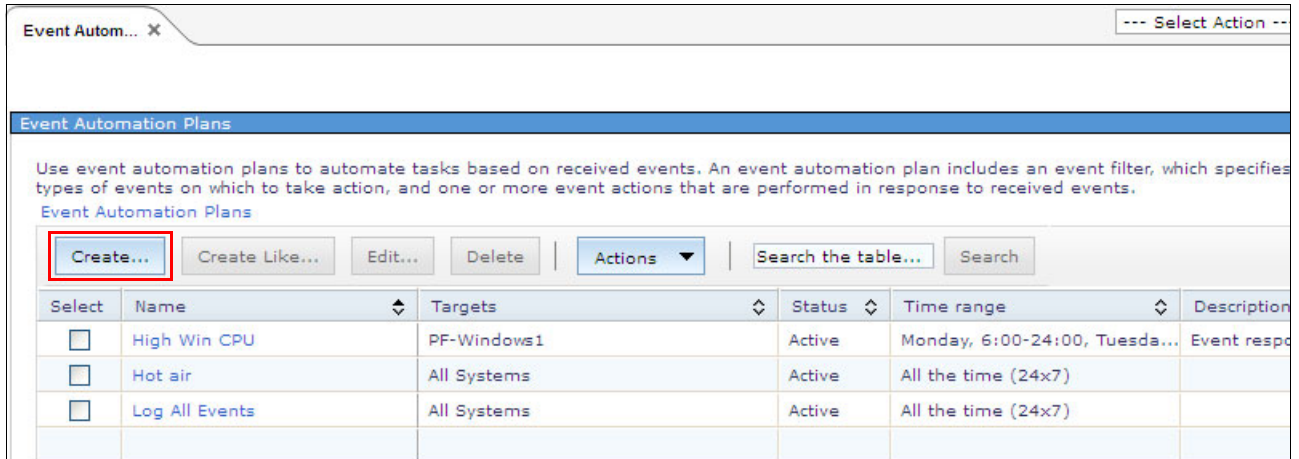 Event Autom... ×
--- Select Action --
Event Automation Plans
Use event automation plans to automate tasks based on received events. An event automation plan includes an event filter, which specifies
types of events on which to take action, and one or more event actions that are performed in response to received events.
Event Automation Plans
Create... Create Like... Edit... Delete Actions Search the table... Search
Select Name Targets Status Time range Description
High Win CPU PF-Windows1 Active Monday, 6:00-24:00, Tuesda... Event respo
Hot air All Systems Active All the time (24x7)
Log All Events All Systems Active All the time (24x7)